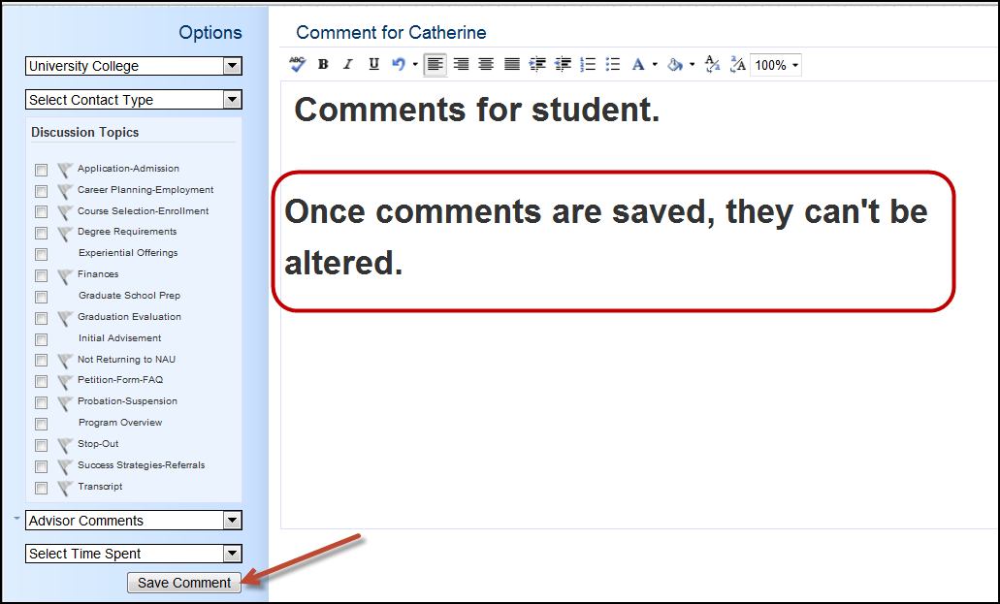 Options
University College
Select Contact Type
Discussion Topics
Application-Admission
Career Planning-Employment
Course Selection-Enrollment
Degree Requirements
Experiential Offerings
Finances
Graduate School Prep
Graduation Evaluation
Initial Advisement
Not Returning to NAU
Petition-Form-FAQ
Probation-Suspension
Program Overview
Stop-Out
Success Strategies-Referrals
Transcript
Advisor Comments
Select Time Spent
Save Comment
Comment for Catherine
ABC B I U A A 100%
Comments for student.
Once comments are saved, they can't be
altered.